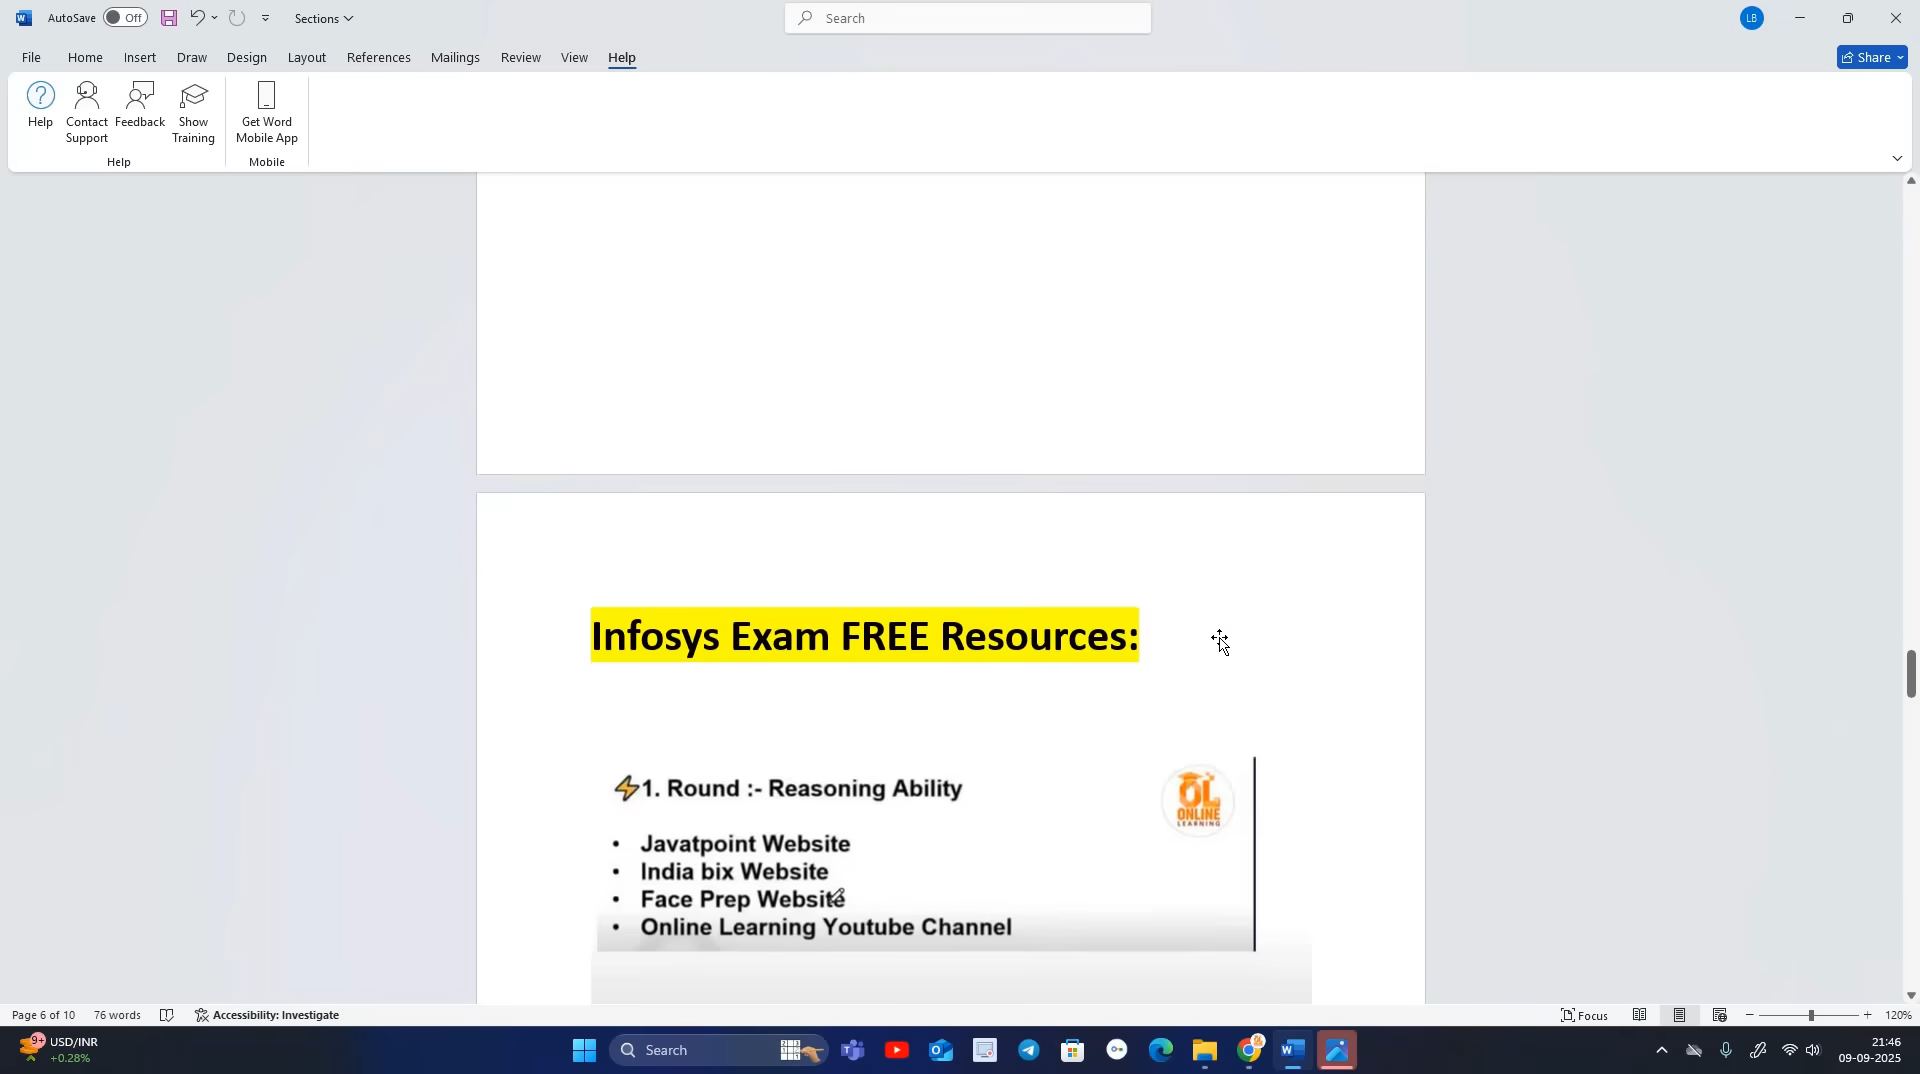 AutoSave Off Sections Search LB
File Home Insert Draw Design Layout References Mailings Review View Help Share
Help Contact Support Feedback Show Training Get Word Mobile App
Help Mobile
Infosys Exam FREE Resources:
⚡1. Round :- Reasoning Ability
OL
ONLINE
LEARNING
• Javatpoint Website
• India bix Website
• Face Prep Website
• Online Learning Youtube Channel
Page 6 of 10 76 words Accessibility: Investigate Focus 120%
9+ USD/INR Search 21:46
+0.28% 09-09-2025